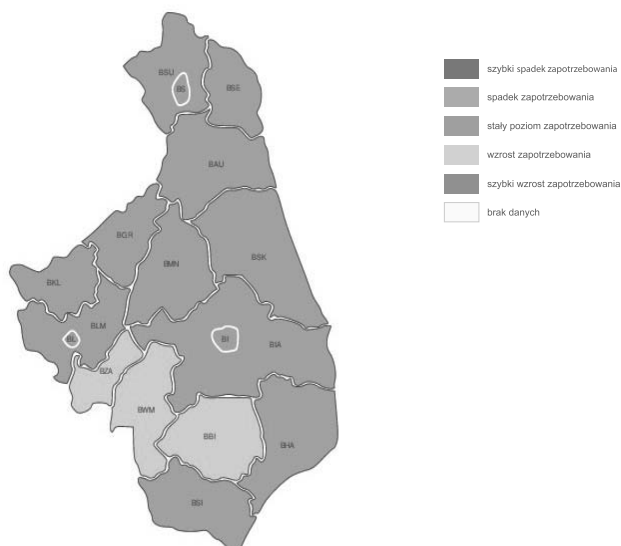 BSU
BS
BSE
szybki spadek zapotrzebowania
spadek zapotrzebowania
stały poziom zapotrzebowania
wzrost zapotrzebowania
szybki wzrost zapotrzebowania
brak danych
BAU
BGR
BMN
BSK
BKL
BLM
BL
BI
BIA
BZA
BWM
BBI
BHA
BSI